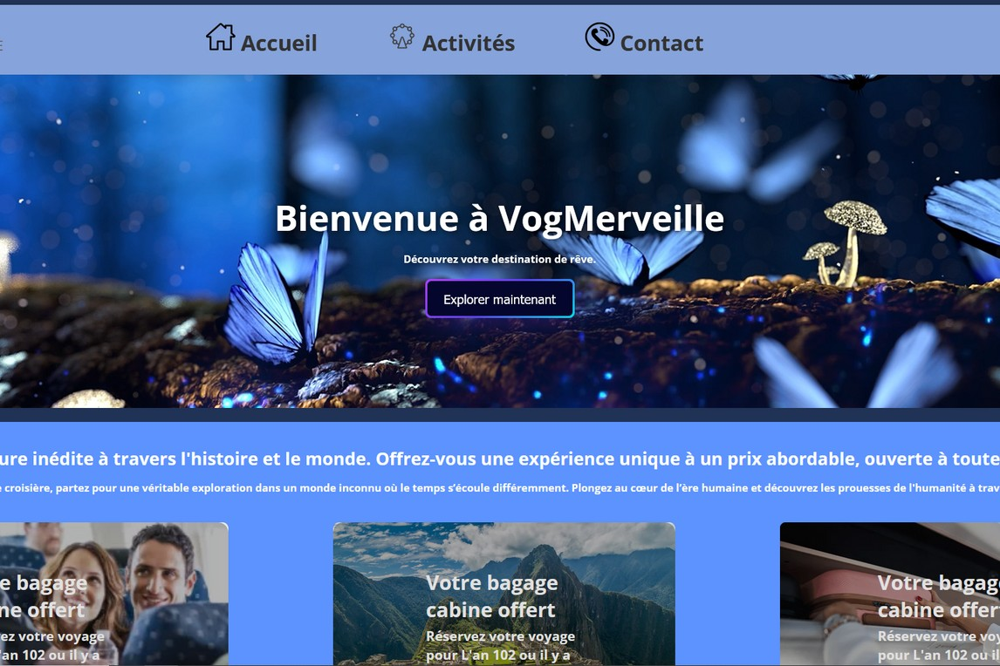 E
Accueil
Activités
Contact
Bienvenue à VogMerveille
Découvrez votre destination de rêve.
Explorer maintenant
ure inédite à travers l'histoire et le monde. Offrez-vous une expérience unique à un prix abordable, ouverte à toute
e croisière, partez pour une véritable exploration dans un monde inconnu où le temps s’écoule différemment. Plongez au cœur de l’ère humaine et découvrez les prouesses de l'humanité à trav
e bagage
ne offert
ez votre voyage
'an 102 ou il y a
Votre bagage
cabine offert
Réservez votre voyage
pour L'an 102 ou il y a
Votre bagag
cabine offer
Réservez votre voy
pour L'an 102 ou il y